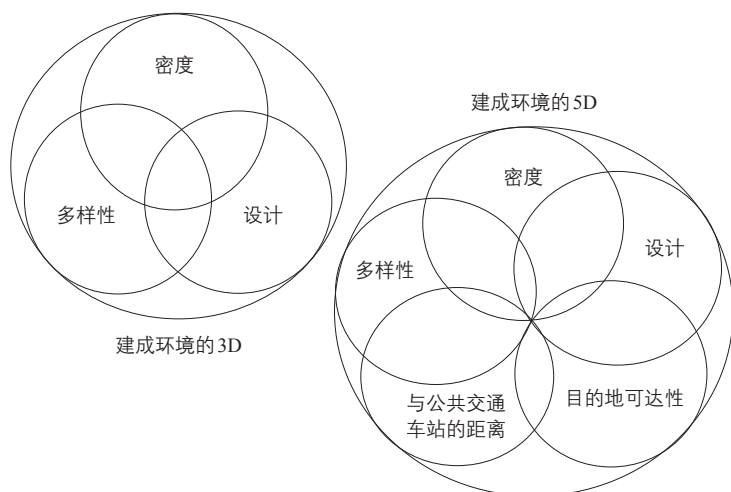 密度
多样性
设计
建成环境的3D
建成环境的5D
密度
设计
多样性
与公共交通
车站的距离
目的地可达性